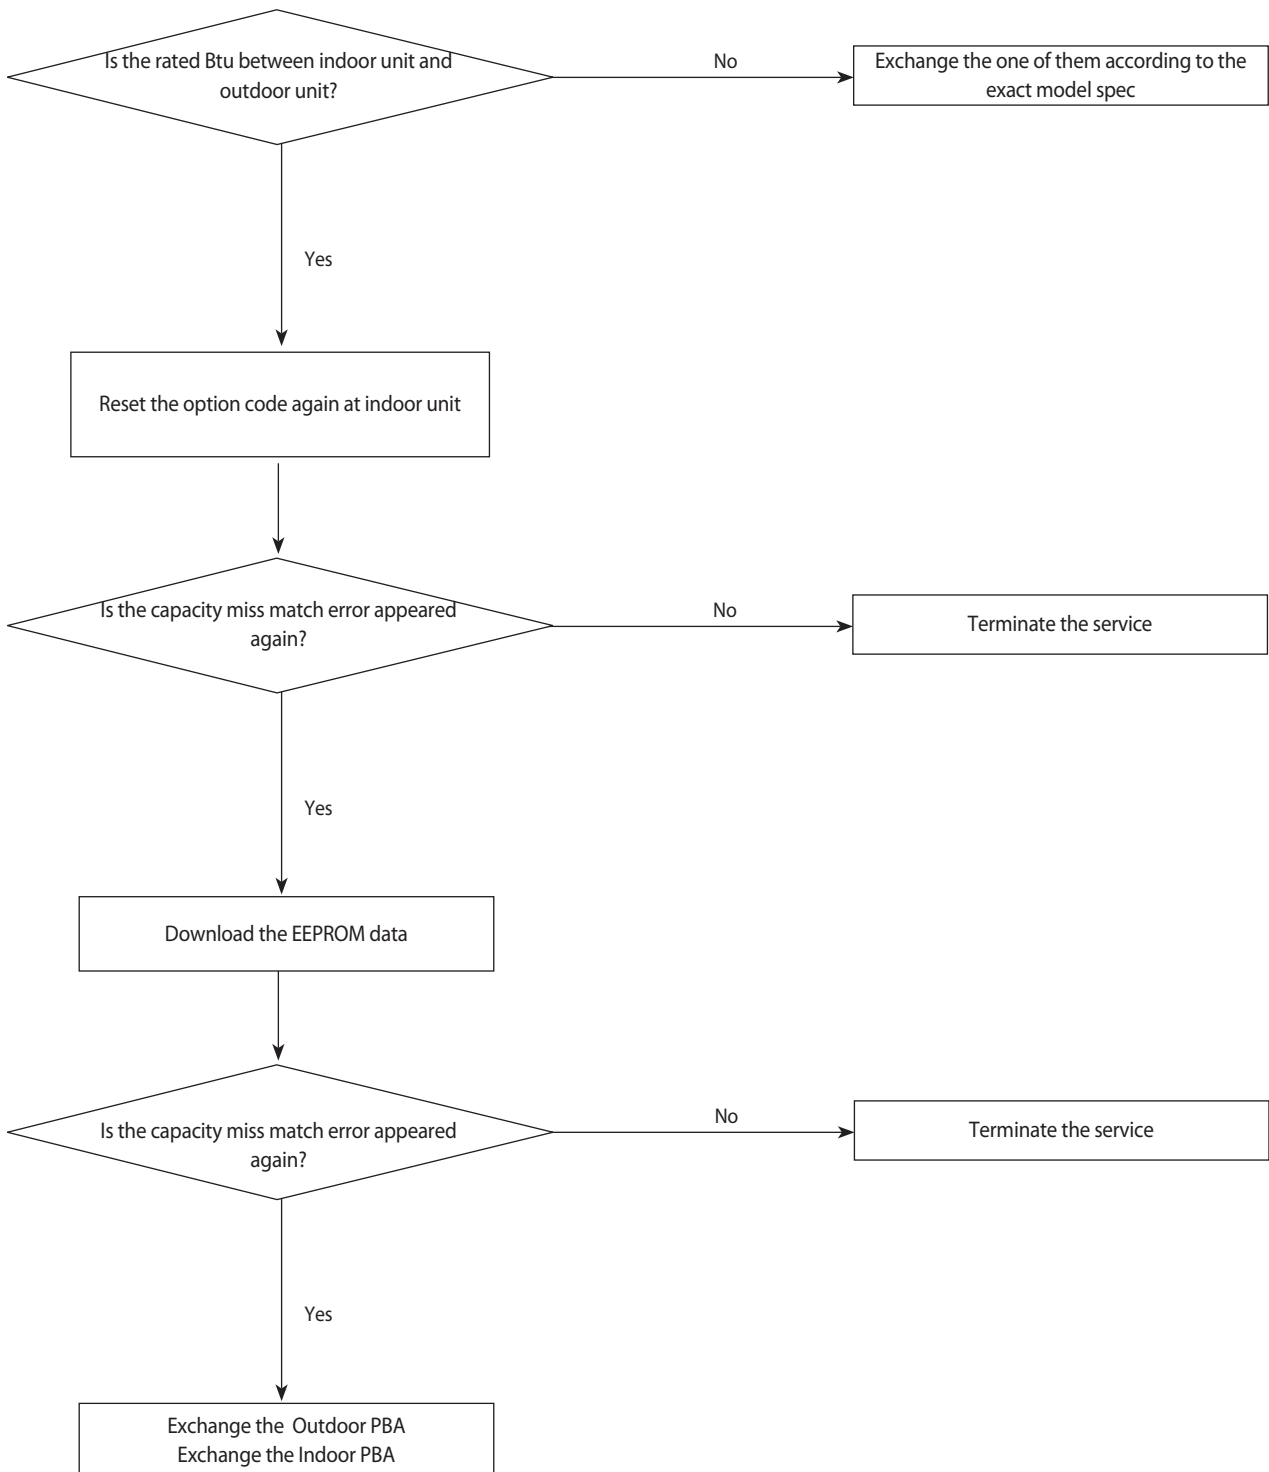 Is the rated Btu between indoor unit and
outdoor unit?
No
Exchange the one of them according to the
exact model spec
Yes
Reset the option code again at indoor unit
Is the capacity miss match error appeared
again?
No
Terminate the service
Yes
Download the EEPROM data
Is the capacity miss match error appeared
again?
No
Terminate the service
Yes
Exchange the Outdoor PBA
Exchange the Indoor PBA